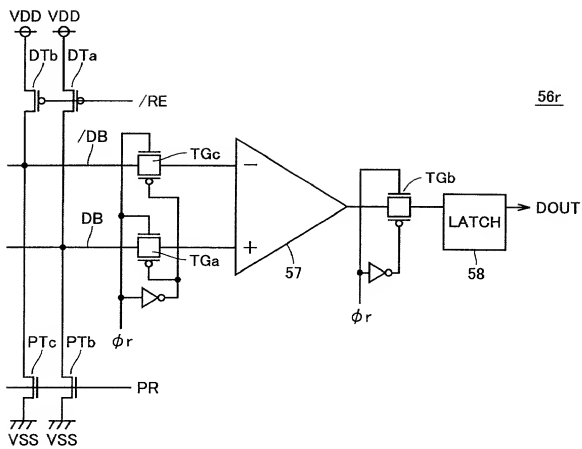 VDD VDD
DTb DTa
/RE
56r
/DB
TGc
−
TGb
DB
LATCH
DOUT
+
TGa
57
58
ϕr
ϕr
PTc PTb
PR
VSS VSS